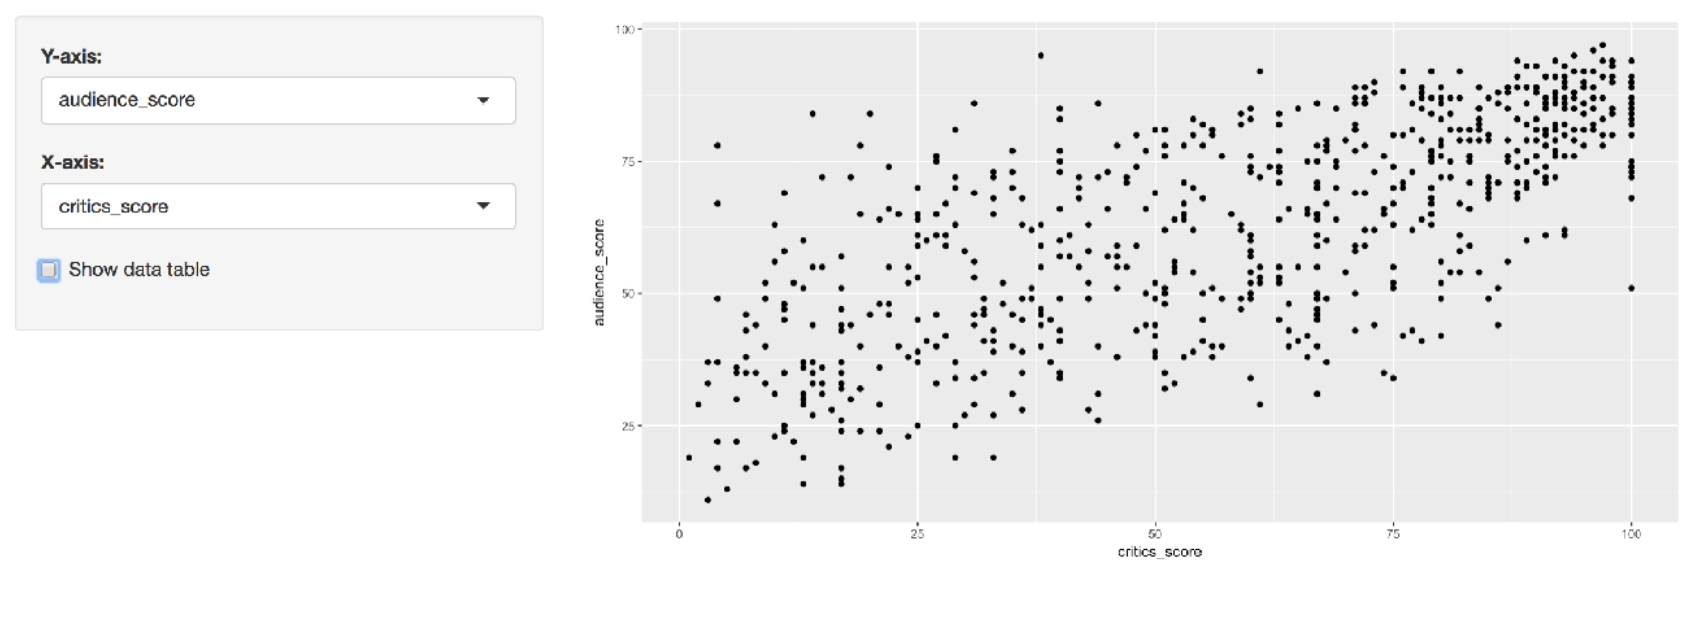 Y-axis:
audience_score
X-axis:
critics_score
Show data table
100
75
50
25
audience_score
0 25 50 75 100
critics_score